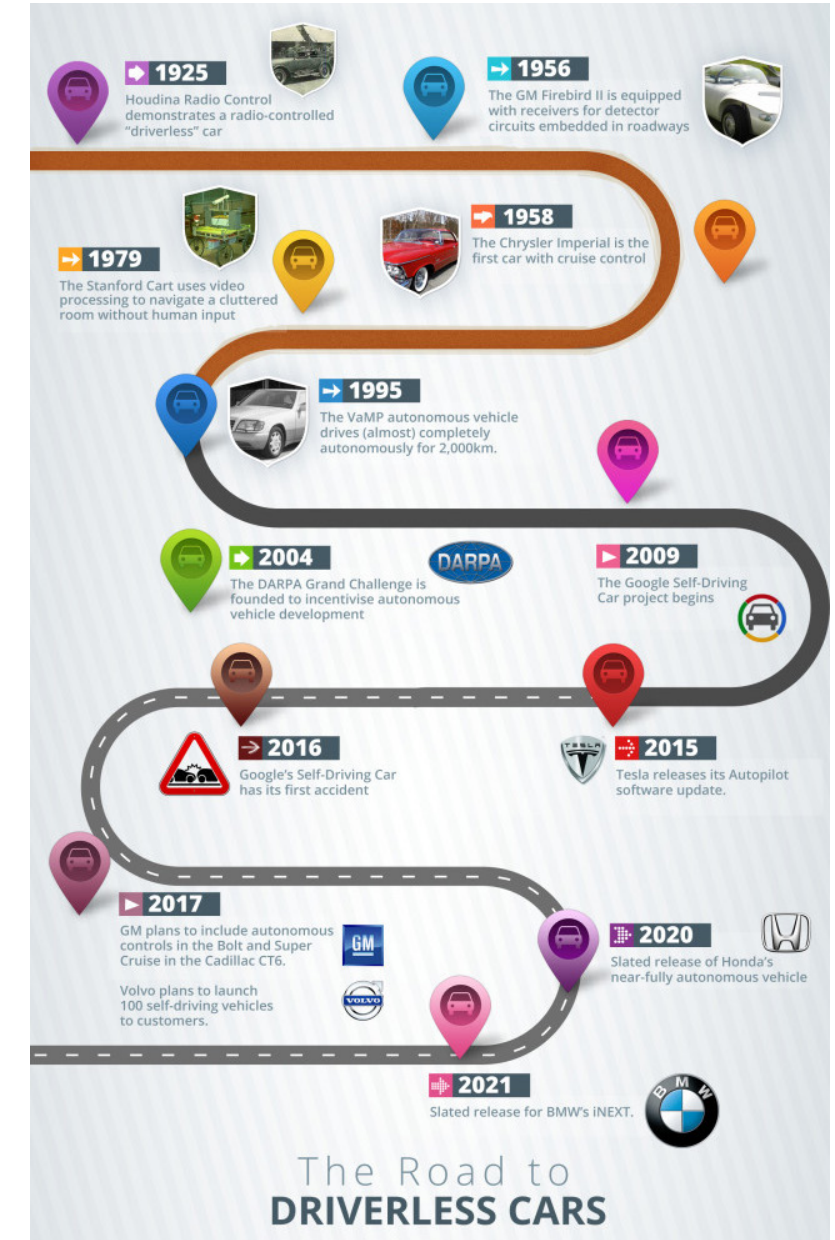 1925
Houdina Radio Control
demonstrates a radio-controlled
"driverless" car
1956
The GM Firebird II is equipped
with receivers for detector
circuits embedded in roadways
1958
The Chrysler Imperial is the
first car with cruise control
1979
The Stanford Cart uses video
processing to navigate a cluttered
room without human input
1995
The VaMP autonomous vehicle
drives (almost) completely
autonomously for 2,000km.
2004
The DARPA Grand Challenge is
founded to incentivise autonomous
vehicle development
DARPA
2009
The Google Self-Driving
Car project begins
TESLA
2015
Tesla releases its Autopilot
software update.
2016
Google's Self-Driving Car
has its first accident
2017
GM plans to include autonomous
controls in the Bolt and Super
Cruise in the Cadillac CT6.
GM
Volvo plans to launch
100 self-driving vehicles
to customers.
VOLVO
2020
Slated release of Honda's
near-fully autonomous vehicle
2021
Slated release for BMW's iNEXT.
BMW
The Road to
DRIVERLESS CARS